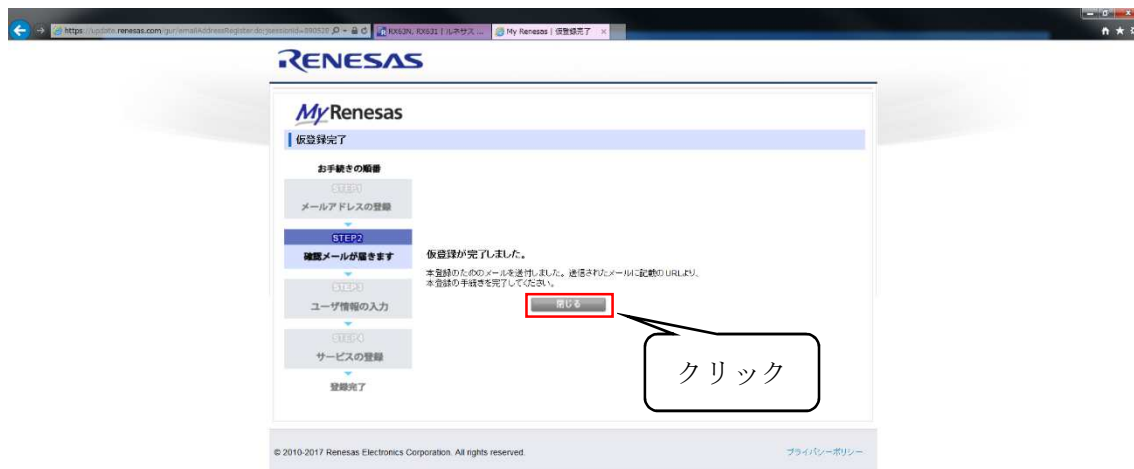 https://update.renesas.com/gur/emailAddressRegister.do;jsessionid=890520
RX63N, RX631 | ルネサス ...
My Renesas | 仮登録完了
RENESAS
MyRenesas
仮登録完了
お手続きの順番
STEP1
メールアドレスの登録
STEP2
確認メールが届きます
STEP3
ユーザ情報の入力
STEP4
サービスの登録
登録完了
仮登録が完了しました。
本登録のためのメールを送付しました。送信されたメールに記載の URLより、
本登録の手続きを完了してください。
閉じる
クリック
© 2010-2017 Renesas Electronics Corporation. All rights reserved.
プライバシーポリシー